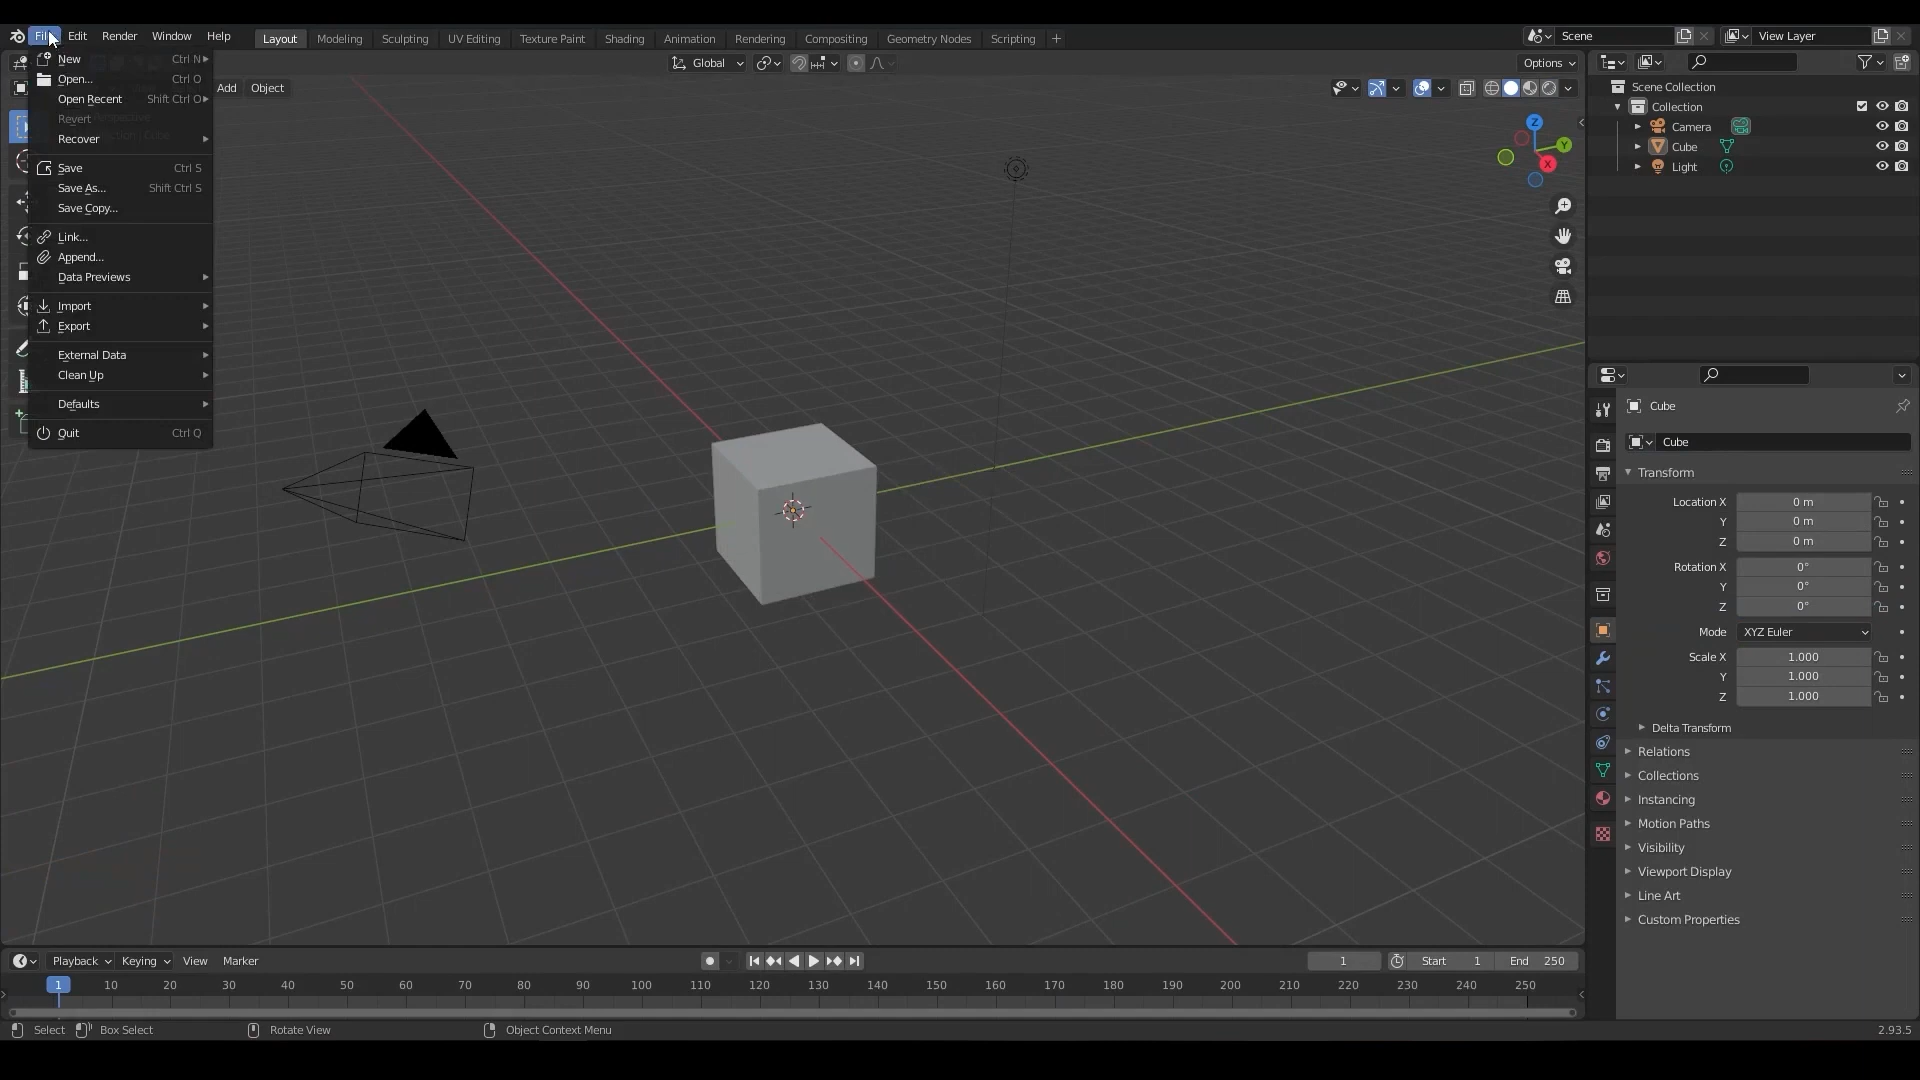 File Edit Render Window Help Layout Modeling Sculpting UV Editing Texture Paint Shading Animation Rendering Compositing Geometry Nodes Scripting + Scene View Layer
New Ctrl N
Open... Ctrl O
Open Recent Shift Ctrl O
Revert
Recover
Save Ctrl S
Save As... Shift Ctrl S
Save Copy...
Link...
Append...
Data Previews
Import
Export
External Data
Clean Up
Defaults
Quit Ctrl Q
Global Options
Add Object
Z
Y
X
Scene Collection
Collection
Camera
Cube
Light
Cube
Cube
Transform
Location X 0 m
Y 0 m
Z 0 m
Rotation X 0°
Y 0°
Z 0°
Mode XYZ Euler
Scale X 1.000
Y 1.000
Z 1.000
Delta Transform
Relations
Collections
Instancing
Motion Paths
Visibility
Viewport Display
Line Art
Custom Properties
Playback Keying View Marker 1 Start 1 End 250
1 10 20 30 40 50 60 70 80 90 100 110 120 130 140 150 160 170 180 190 200 210 220 230 240 250
Select Box Select Rotate View Object Context Menu 2.93.5